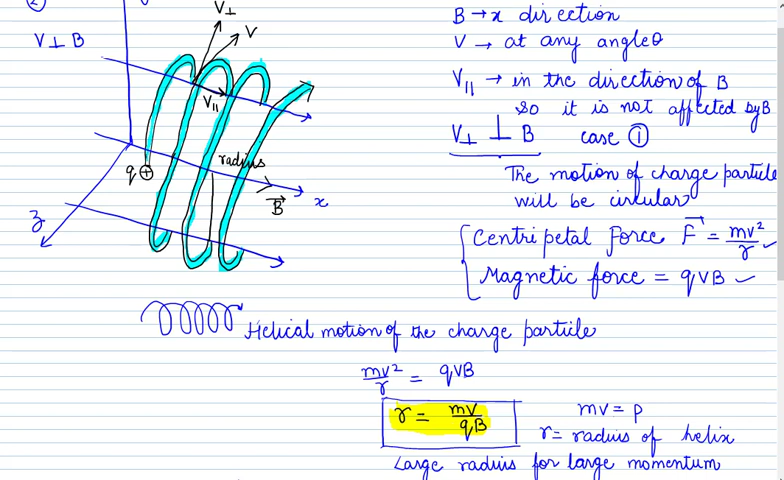 2
V⊥ B
V⊥
V
V||
radius
q ⊕
B⃗
x
z
B → x direction
V → at any angle θ
V|| → in the direction of B
So it is not affected by B
V⊥ ⊥ B case ①
The motion of charge particle
will be circular
Centripetal Force F⃗ = mv²/r ✓
Magnetic force = qVB ✓
Helical motion of the charge particle
mv²/r = qVB
r = mv/qB
mv = p
r = radius of helix
Large radius for large momentum